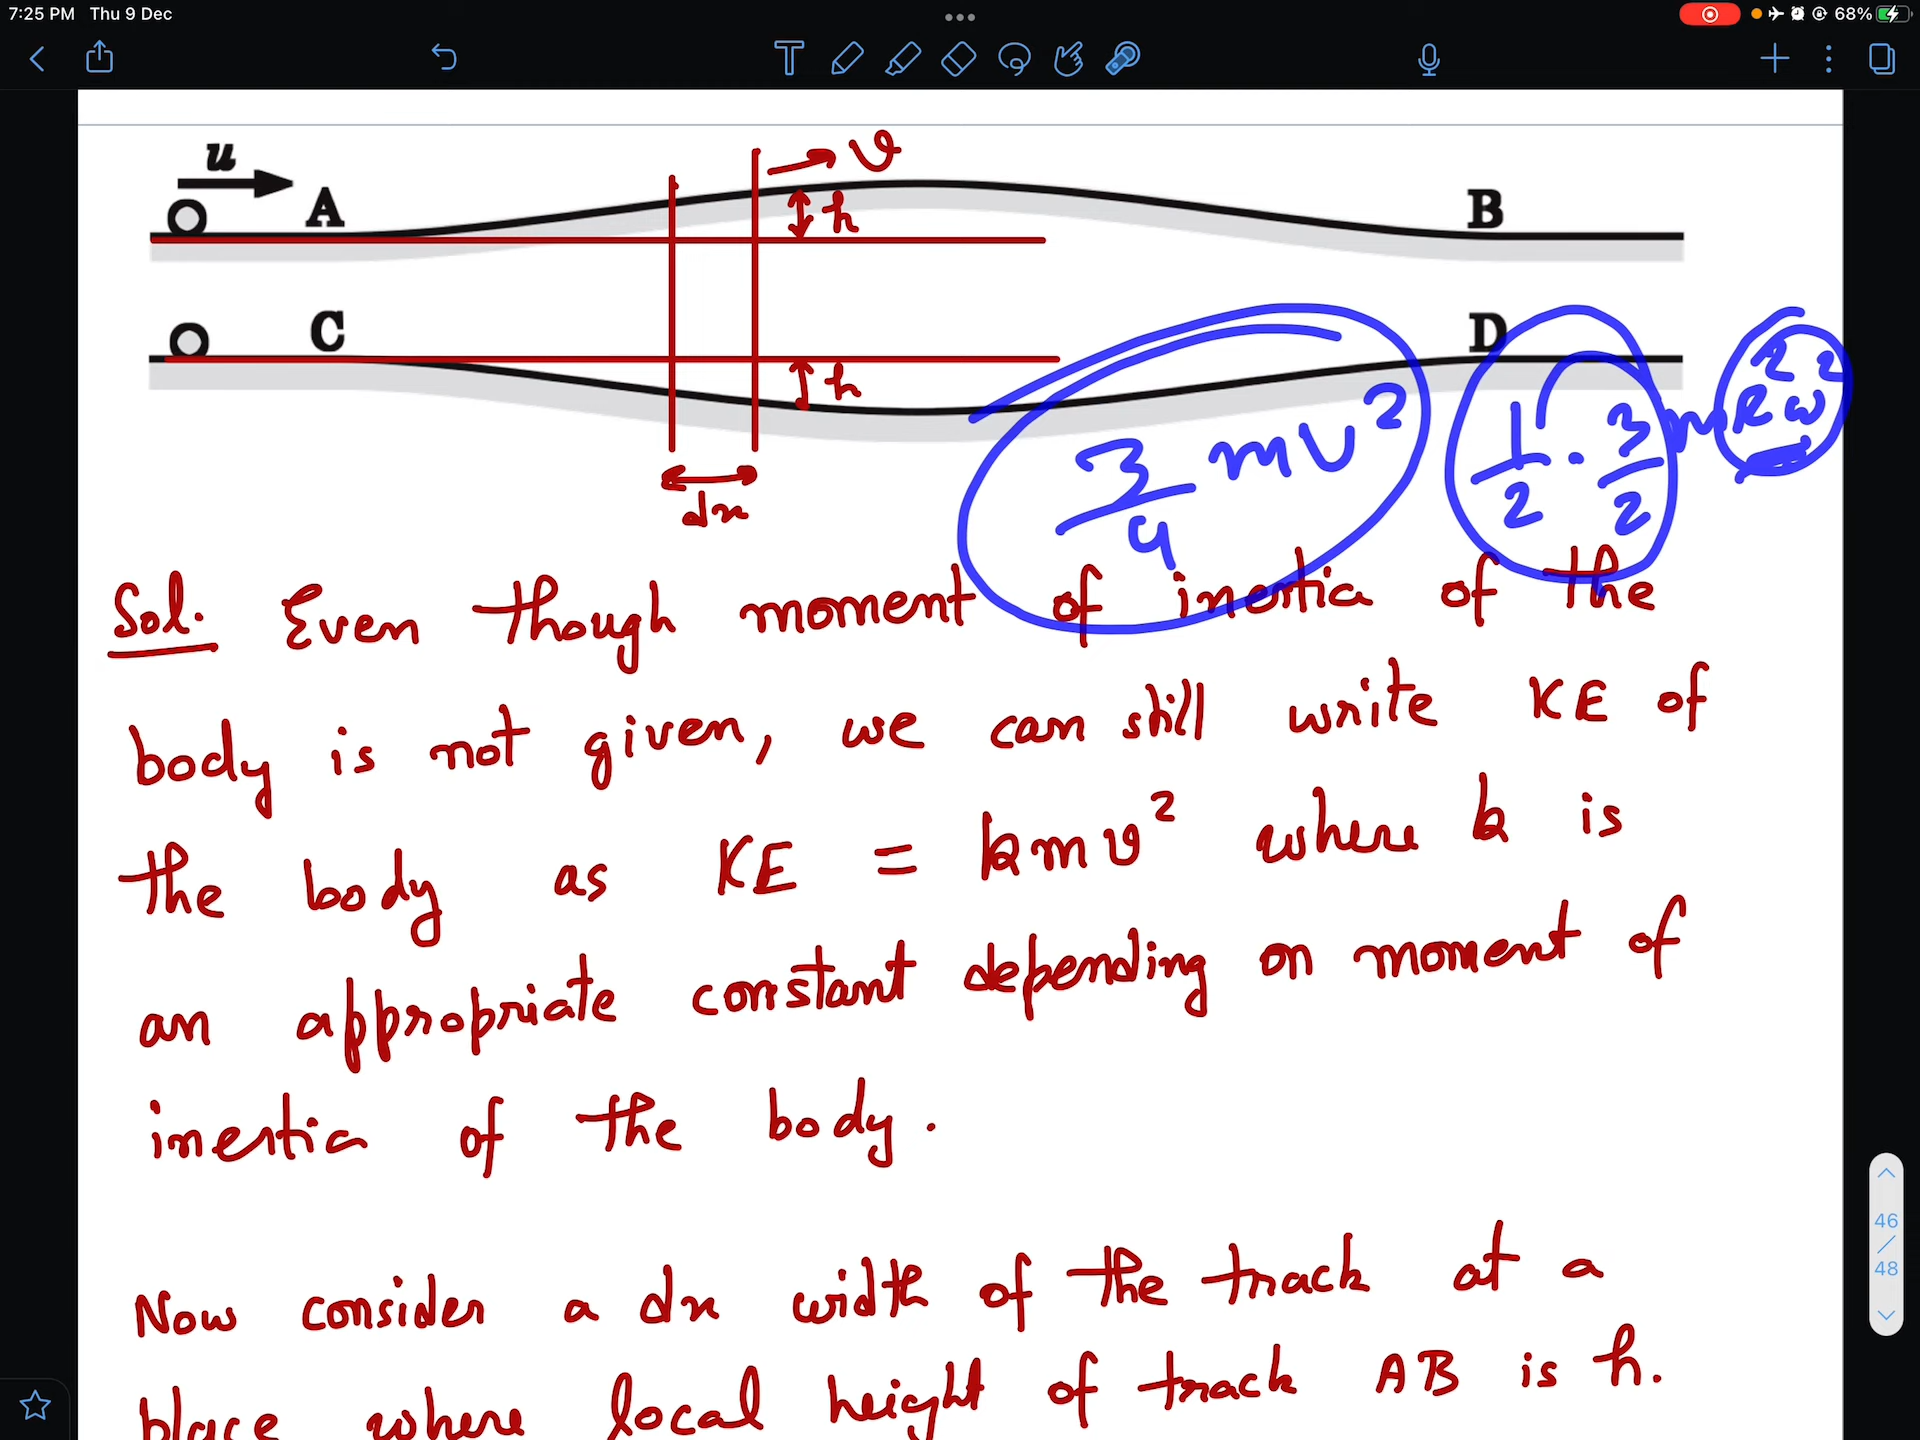 7:25 PM Thu 9 Dec
68%
u
v
A
h
B
C
D
h
dx
3/4 mv²
1/2 · 3/2 m R² ω²
Sol. Even though moment of inertia of the
body is not given, we can still write KE of
the body as KE = kmv² where k is
an appropriate constant depending on moment of
inertia of the body.
Now consider a dx width of the track at a
place where local height of track AB is h.
46
/
48